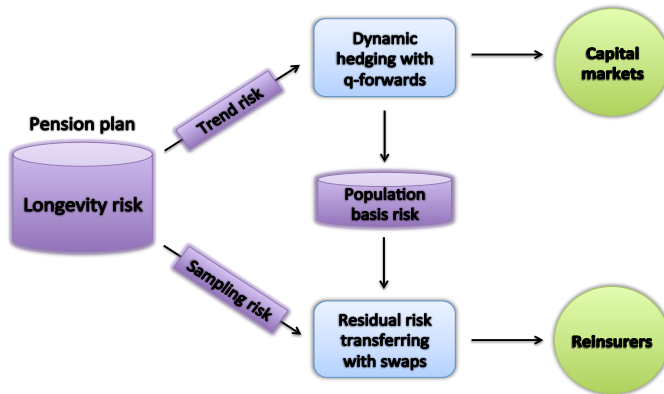 Pension plan
Longevity risk
Trend risk
Sampling risk
Dynamic
hedging with
q-forwards
Capital
markets
Population
basis risk
Residual risk
transferring
with swaps
Reinsurers